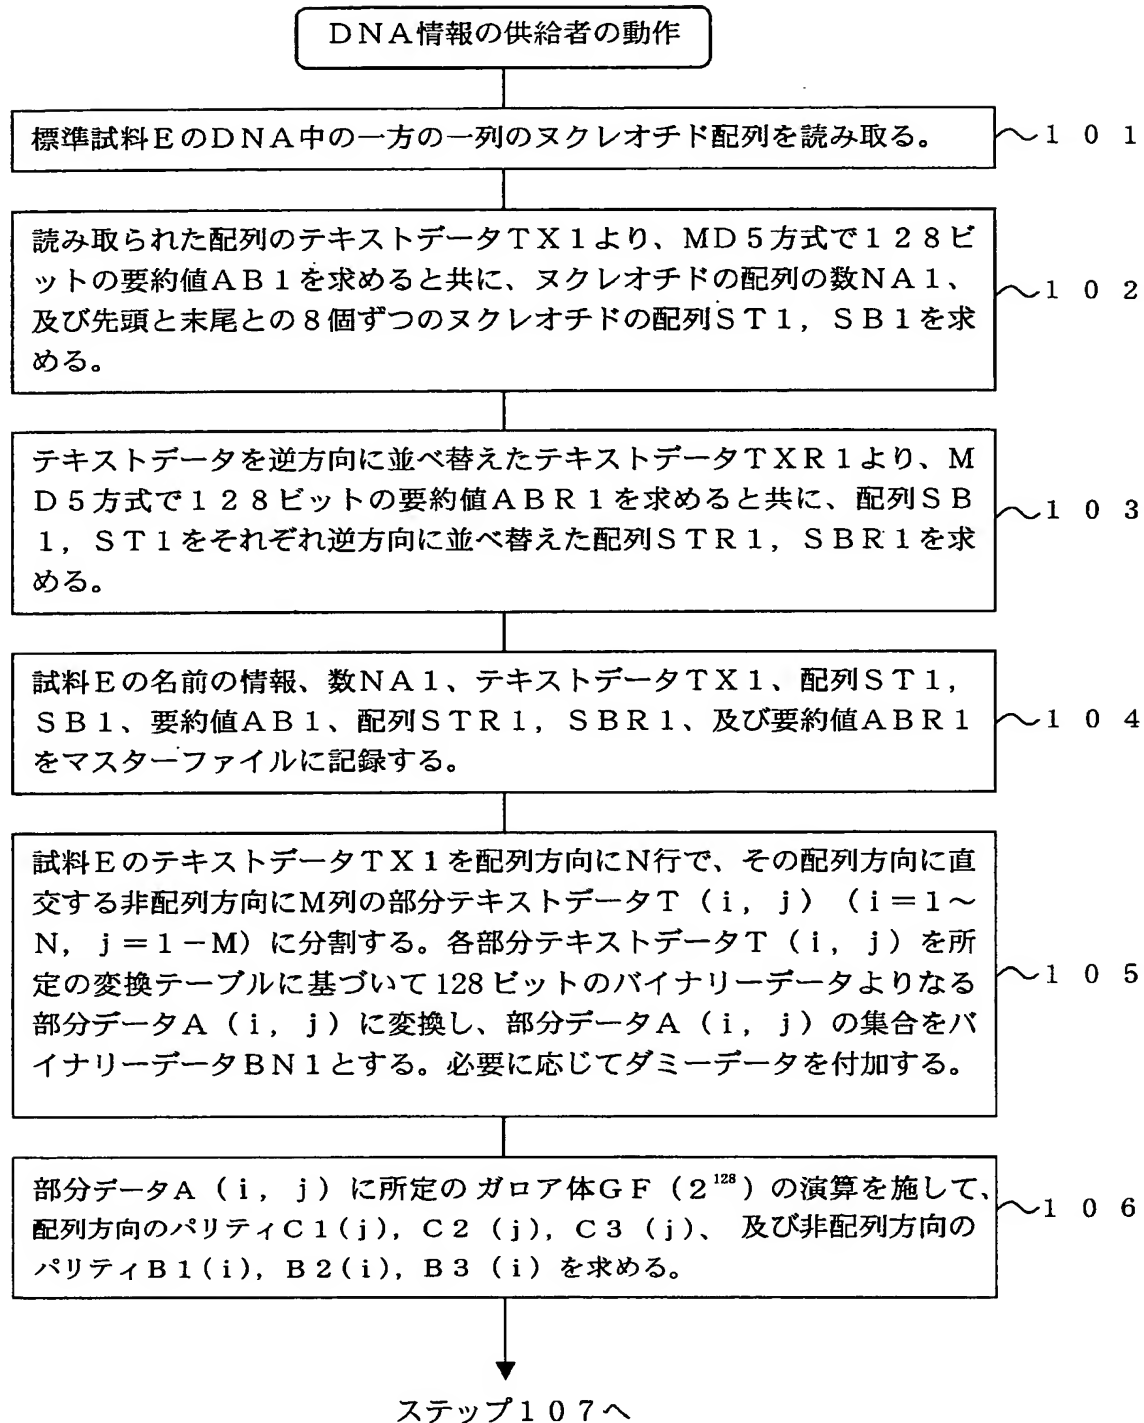 ＤＮＡ情報の供給者の動作
標準試料ＥのＤＮＡ中の一方の一列のヌクレオチド配列を読み取る。
１０１
読み取られた配列のテキストデータＴＸ１より、ＭＤ５方式で１２８ビ
ットの要約値ＡＢ１を求めると共に、ヌクレオチドの配列の数ＮＡ１、
及び先頭と末尾との８個ずつのヌクレオチドの配列ＳＴ１，ＳＢ１を求
める。
１０２
テキストデータを逆方向に並べ替えたテキストデータＴＸＲ１より、Ｍ
Ｄ５方式で１２８ビットの要約値ＡＢＲ１を求めると共に、配列ＳＢ
１，ＳＴ１をそれぞれ逆方向に並べ替えた配列ＳＴＲ１，ＳＢＲ１を求
める。
１０３
試料Ｅの名前の情報、数ＮＡ１、テキストデータＴＸ１、配列ＳＴ１，
ＳＢ１、要約値ＡＢ１、配列ＳＴＲ１，ＳＢＲ１、及び要約値ＡＢＲ１
をマスターファイルに記録する。
１０４
試料ＥのテキストデータＴＸ１を配列方向にＮ行で、その配列方向に直
交する非配列方向にＭ列の部分テキストデータＴ（ｉ，ｊ）（ｉ＝１～
Ｎ，ｊ＝１－Ｍ）に分割する。各部分テキストデータＴ（ｉ，ｊ）を所
定の変換テーブルに基づいて128ビットのバイナリーデータよりなる
部分データＡ（ｉ，ｊ）に変換し、部分データＡ（ｉ，ｊ）の集合をバ
イナリーデータＢＮ１とする。必要に応じてダミーデータを付加する。
１０５
部分データＡ（ｉ，ｊ）に所定のガロア体ＧＦ（２¹²⁸）の演算を施して、
配列方向のパリティＣ１(ｊ)，Ｃ２（ｊ)，Ｃ３（ｊ)、及び非配列方向の
パリティＢ１(ｉ)，Ｂ２(ｉ)，Ｂ３（ｉ）を求める。
１０６
ステップ１０７へ